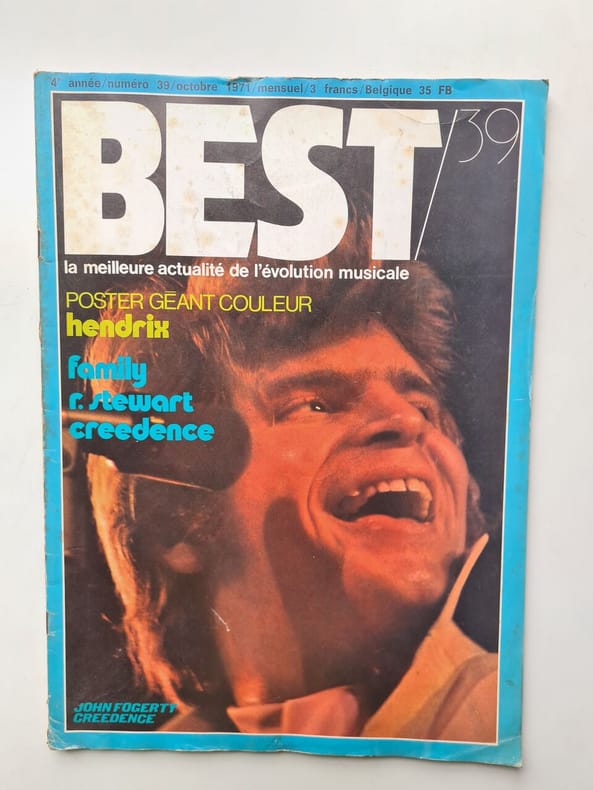 4e année/numéro 39/octobre 1971/mensuel/3 francs/Belgique 35 FB
BEST/39
la meilleure actualité de l'évolution musicale
POSTER GÉANT COULEUR
hendrix
family
r. stewart
creedence
JOHN FOGERTY
CREEDENCE